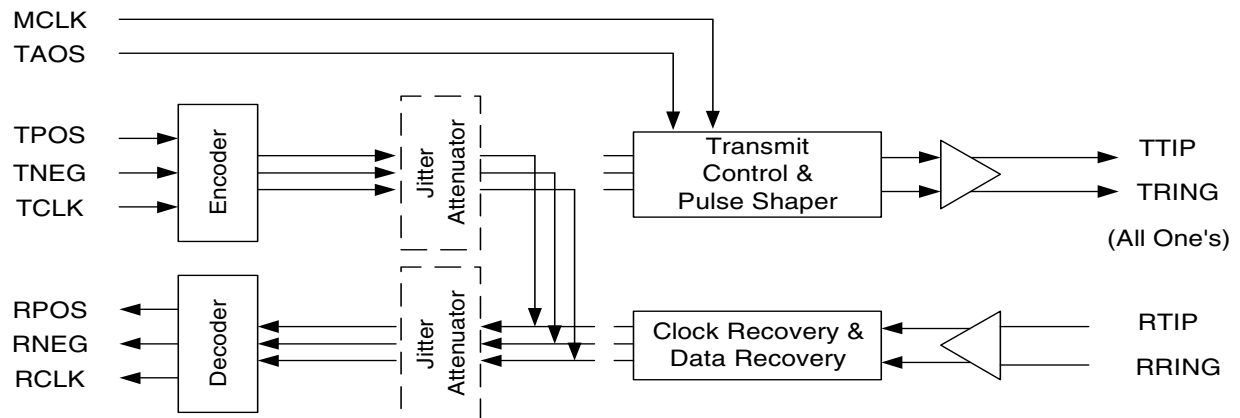 MCLK
TAOS
TPOS
TNEG
TCLK
Encoder
Jitter
Attenuator
Transmit
Control &
Pulse Shaper
TTIP
TRING
(All One's)
RPOS
RNEG
RCLK
Decoder
Jitter
Attenuator
Clock Recovery &
Data Recovery
RTIP
RRING